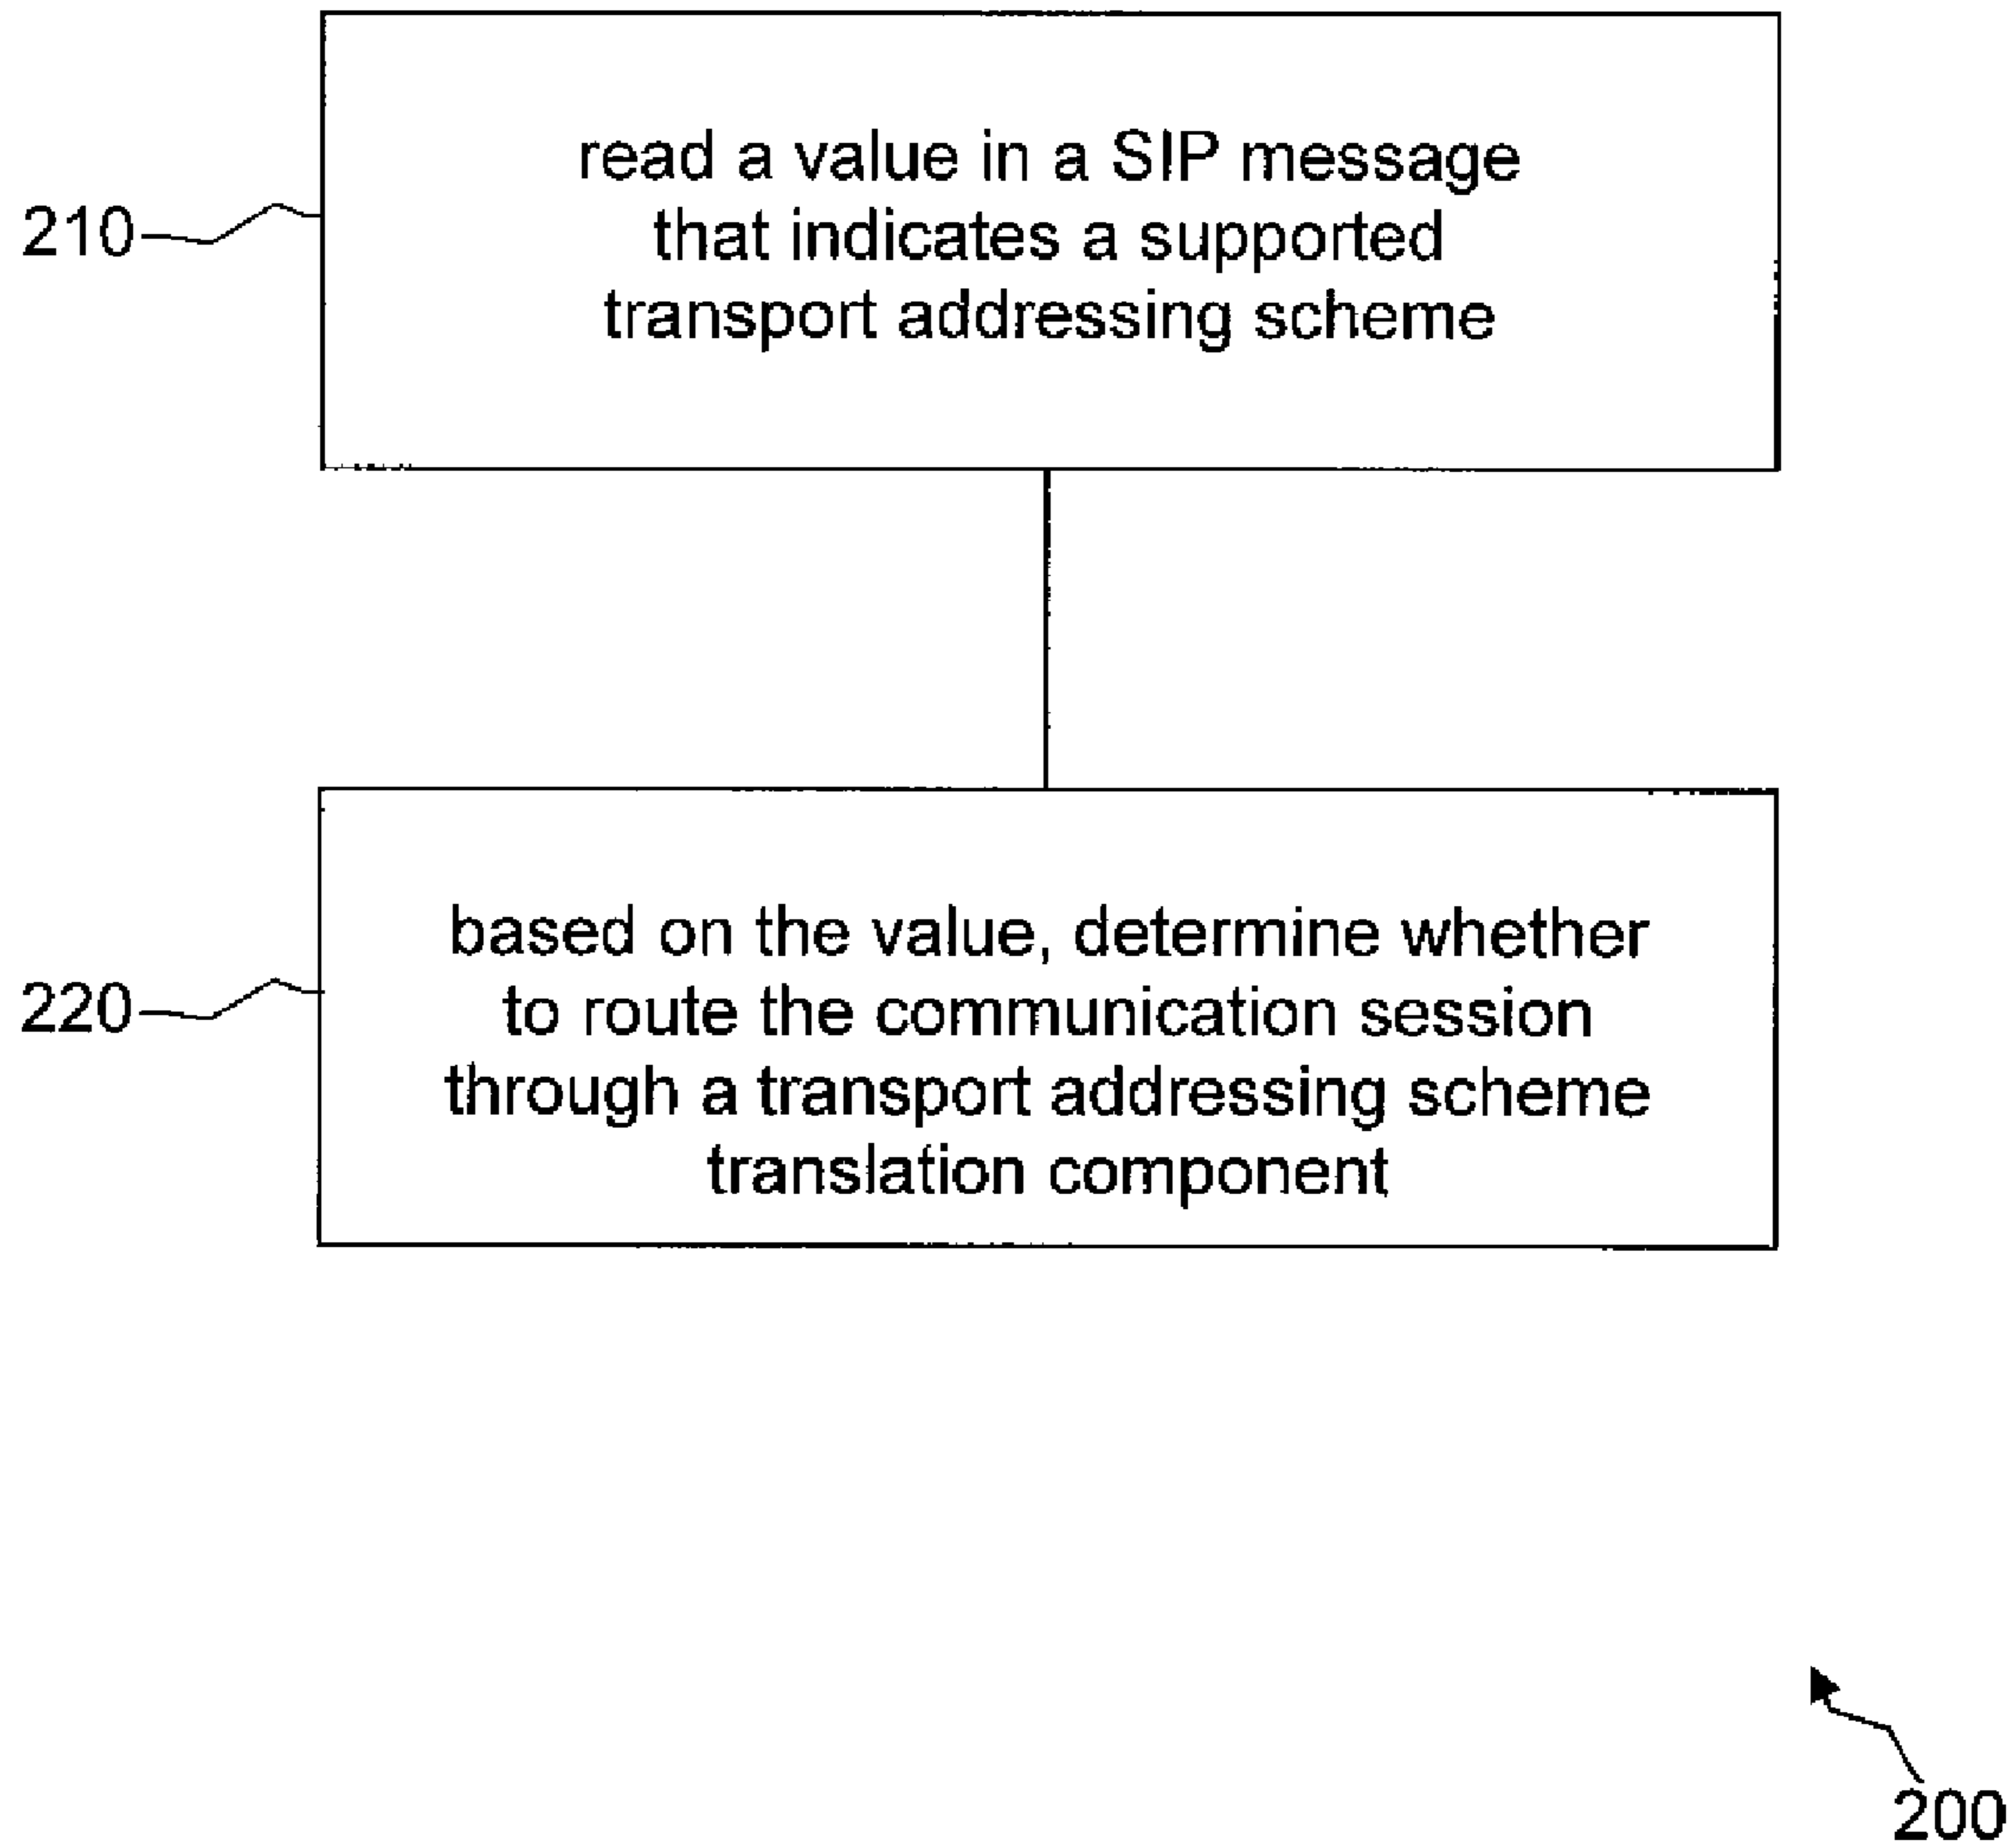 read a value in a SIP message
that indicates a supported
transport addressing scheme
210
based on the value, determine whether
to route the communication session
through a transport addressing scheme
translation component
220
200